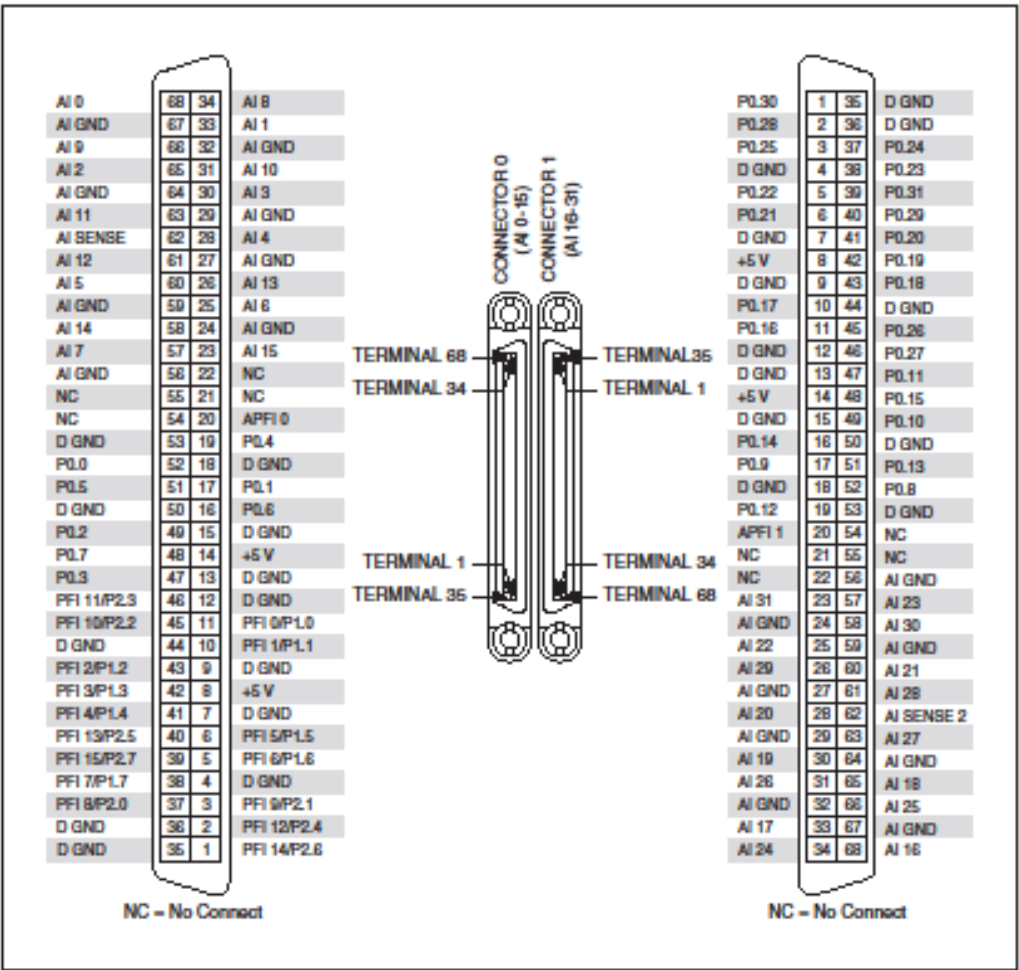 AI 0 68 34 AI 8
AI GND 67 33 AI 1
AI 9 66 32 AI GND
AI 2 65 31 AI 10
AI GND 64 30 AI 3
AI 11 63 29 AI GND
AI SENSE 62 28 AI 4
AI 12 61 27 AI GND
AI 5 60 26 AI 13
AI GND 59 25 AI 6
AI 14 58 24 AI GND
AI 7 57 23 AI 15
AI GND 56 22 NC
NC 55 21 NC
NC 54 20 APFI 0
D GND 53 19 P0.4
P0.0 52 18 D GND
P0.5 51 17 P0.1
D GND 50 16 P0.6
P0.2 49 15 D GND
P0.7 48 14 +5 V
P0.3 47 13 D GND
PFI 11/P2.3 46 12 D GND
PFI 10/P2.2 45 11 PFI 0/P1.0
D GND 44 10 PFI 1/P1.1
PFI 2/P1.2 43 9 D GND
PFI 3/P1.3 42 8 +5 V
PFI 4/P1.4 41 7 D GND
PFI 13/P2.5 40 6 PFI 5/P1.5
PFI 15/P2.7 39 5 PFI 6/P1.6
PFI 7/P1.7 38 4 D GND
PFI 8/P2.0 37 3 PFI 9/P2.1
D GND 36 2 PFI 12/P2.4
D GND 35 1 PFI 14/P2.6
NC = No Connect
CONNECTOR 0
(AI 0-15)
CONNECTOR 1
(AI 16-31)
TERMINAL 68
TERMINAL 34
TERMINAL35
TERMINAL 1
TERMINAL 1
TERMINAL 35
TERMINAL 34
TERMINAL 68
P0.30 1 35 D GND
P0.28 2 36 D GND
P0.25 3 37 P0.24
D GND 4 38 P0.23
P0.22 5 39 P0.31
P0.21 6 40 P0.29
D GND 7 41 P0.20
+5 V 8 42 P0.19
D GND 9 43 P0.18
P0.17 10 44 D GND
P0.16 11 45 P0.26
D GND 12 46 P0.27
D GND 13 47 P0.11
+5 V 14 48 P0.15
D GND 15 49 P0.10
P0.14 16 50 D GND
P0.9 17 51 P0.13
D GND 18 52 P0.8
P0.12 19 53 D GND
APFI 1 20 54 NC
NC 21 55 NC
NC 22 56 AI GND
AI 31 23 57 AI 23
AI GND 24 58 AI 30
AI 22 25 59 AI GND
AI 29 26 60 AI 21
AI GND 27 61 AI 28
AI 20 28 62 AI SENSE 2
AI GND 29 63 AI 27
AI 19 30 64 AI GND
AI 26 31 65 AI 18
AI GND 32 66 AI 25
AI 17 33 67 AI GND
AI 24 34 68 AI 16
NC = No Connect